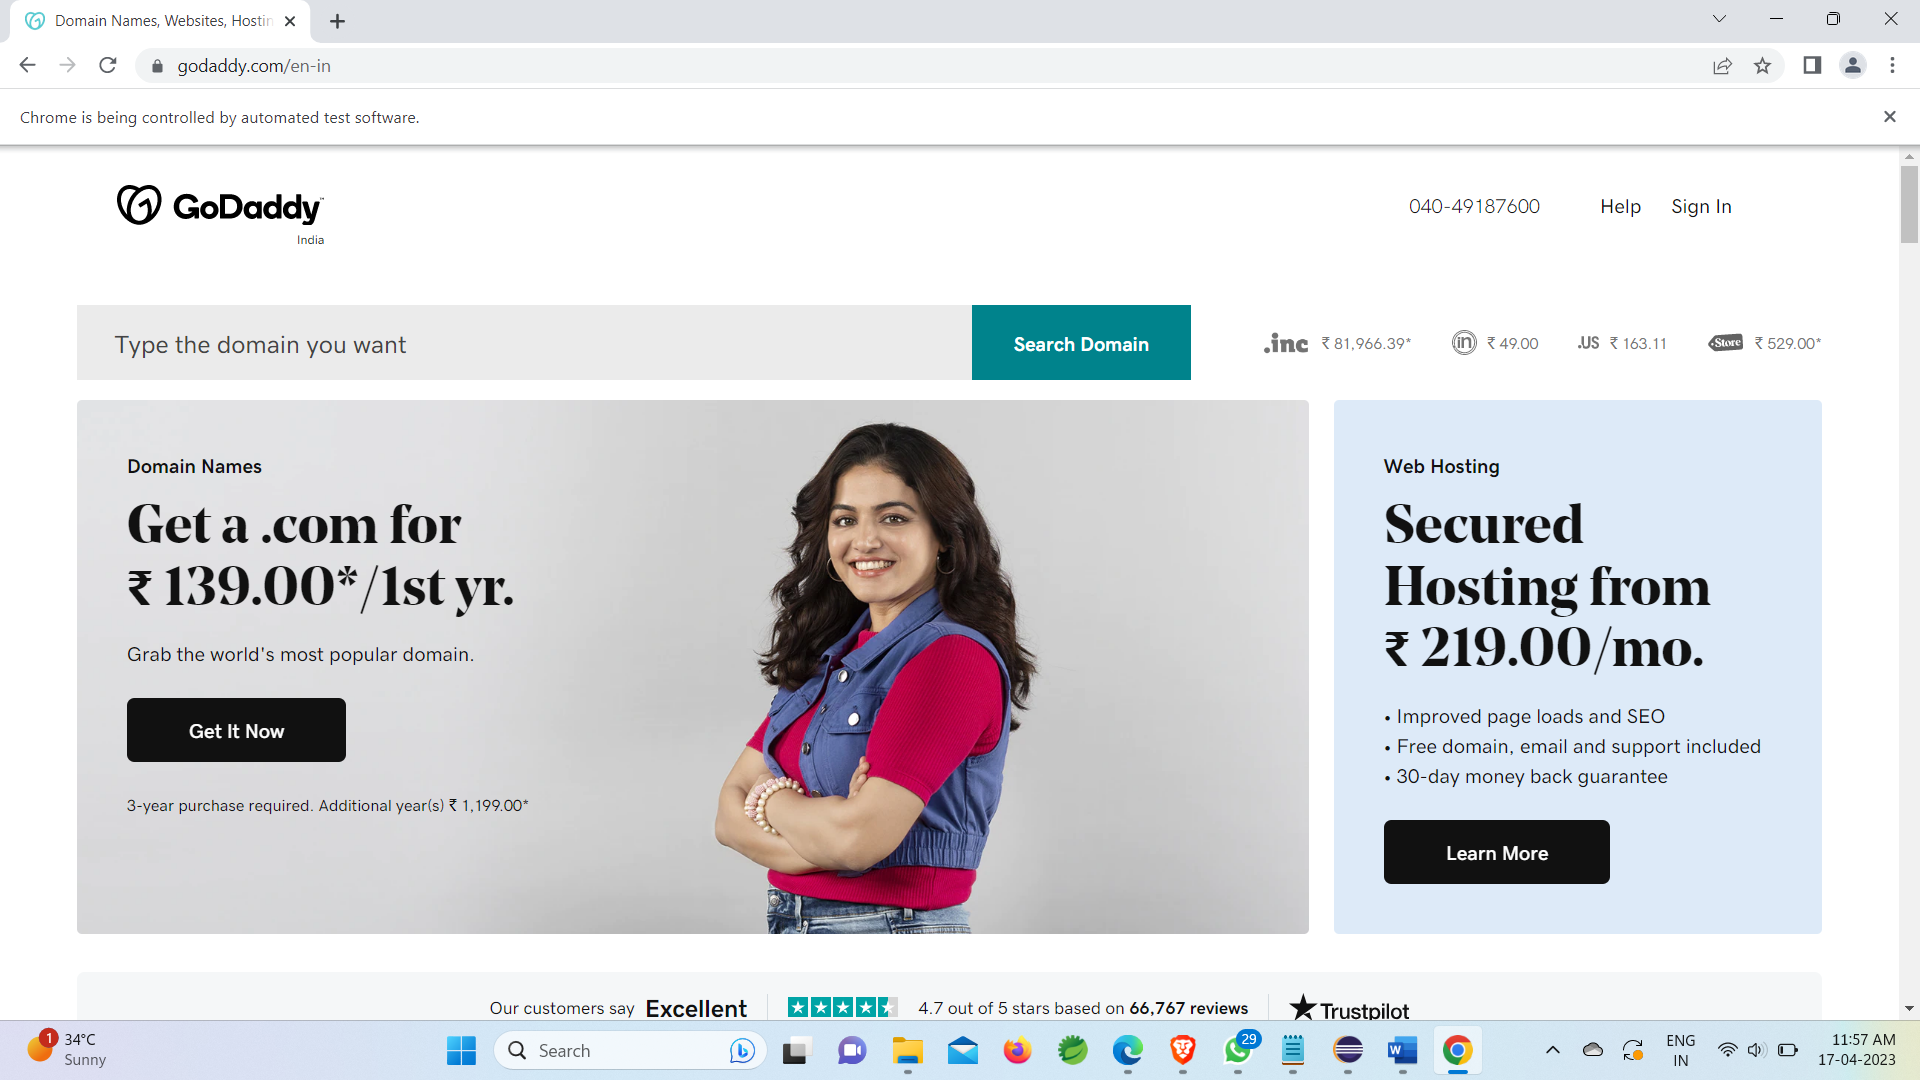 Domain Names, Websites, Hostin
godaddy.com/en-in
Chrome is being controlled by automated test software.
GoDaddy
India
040-49187600
Help
Sign In
Type the domain you want
Search Domain
.inc ₹ 81,966.39*
in ₹ 49.00
.US ₹ 163.11
Store ₹ 529.00*
Domain Names
Get a .com for
₹ 139.00*/1st yr.
Grab the world's most popular domain.
Get It Now
3-year purchase required. Additional year(s) ₹ 1,199.00*
Web Hosting
Secured
Hosting from
₹ 219.00/mo.
• Improved page loads and SEO
• Free domain, email and support included
• 30-day money back guarantee
Learn More
Our customers say Excellent
4.7 out of 5 stars based on 66,767 reviews
Trustpilot
1
34°C
Sunny
Search
29
ENG
IN
11:57 AM
17-04-2023